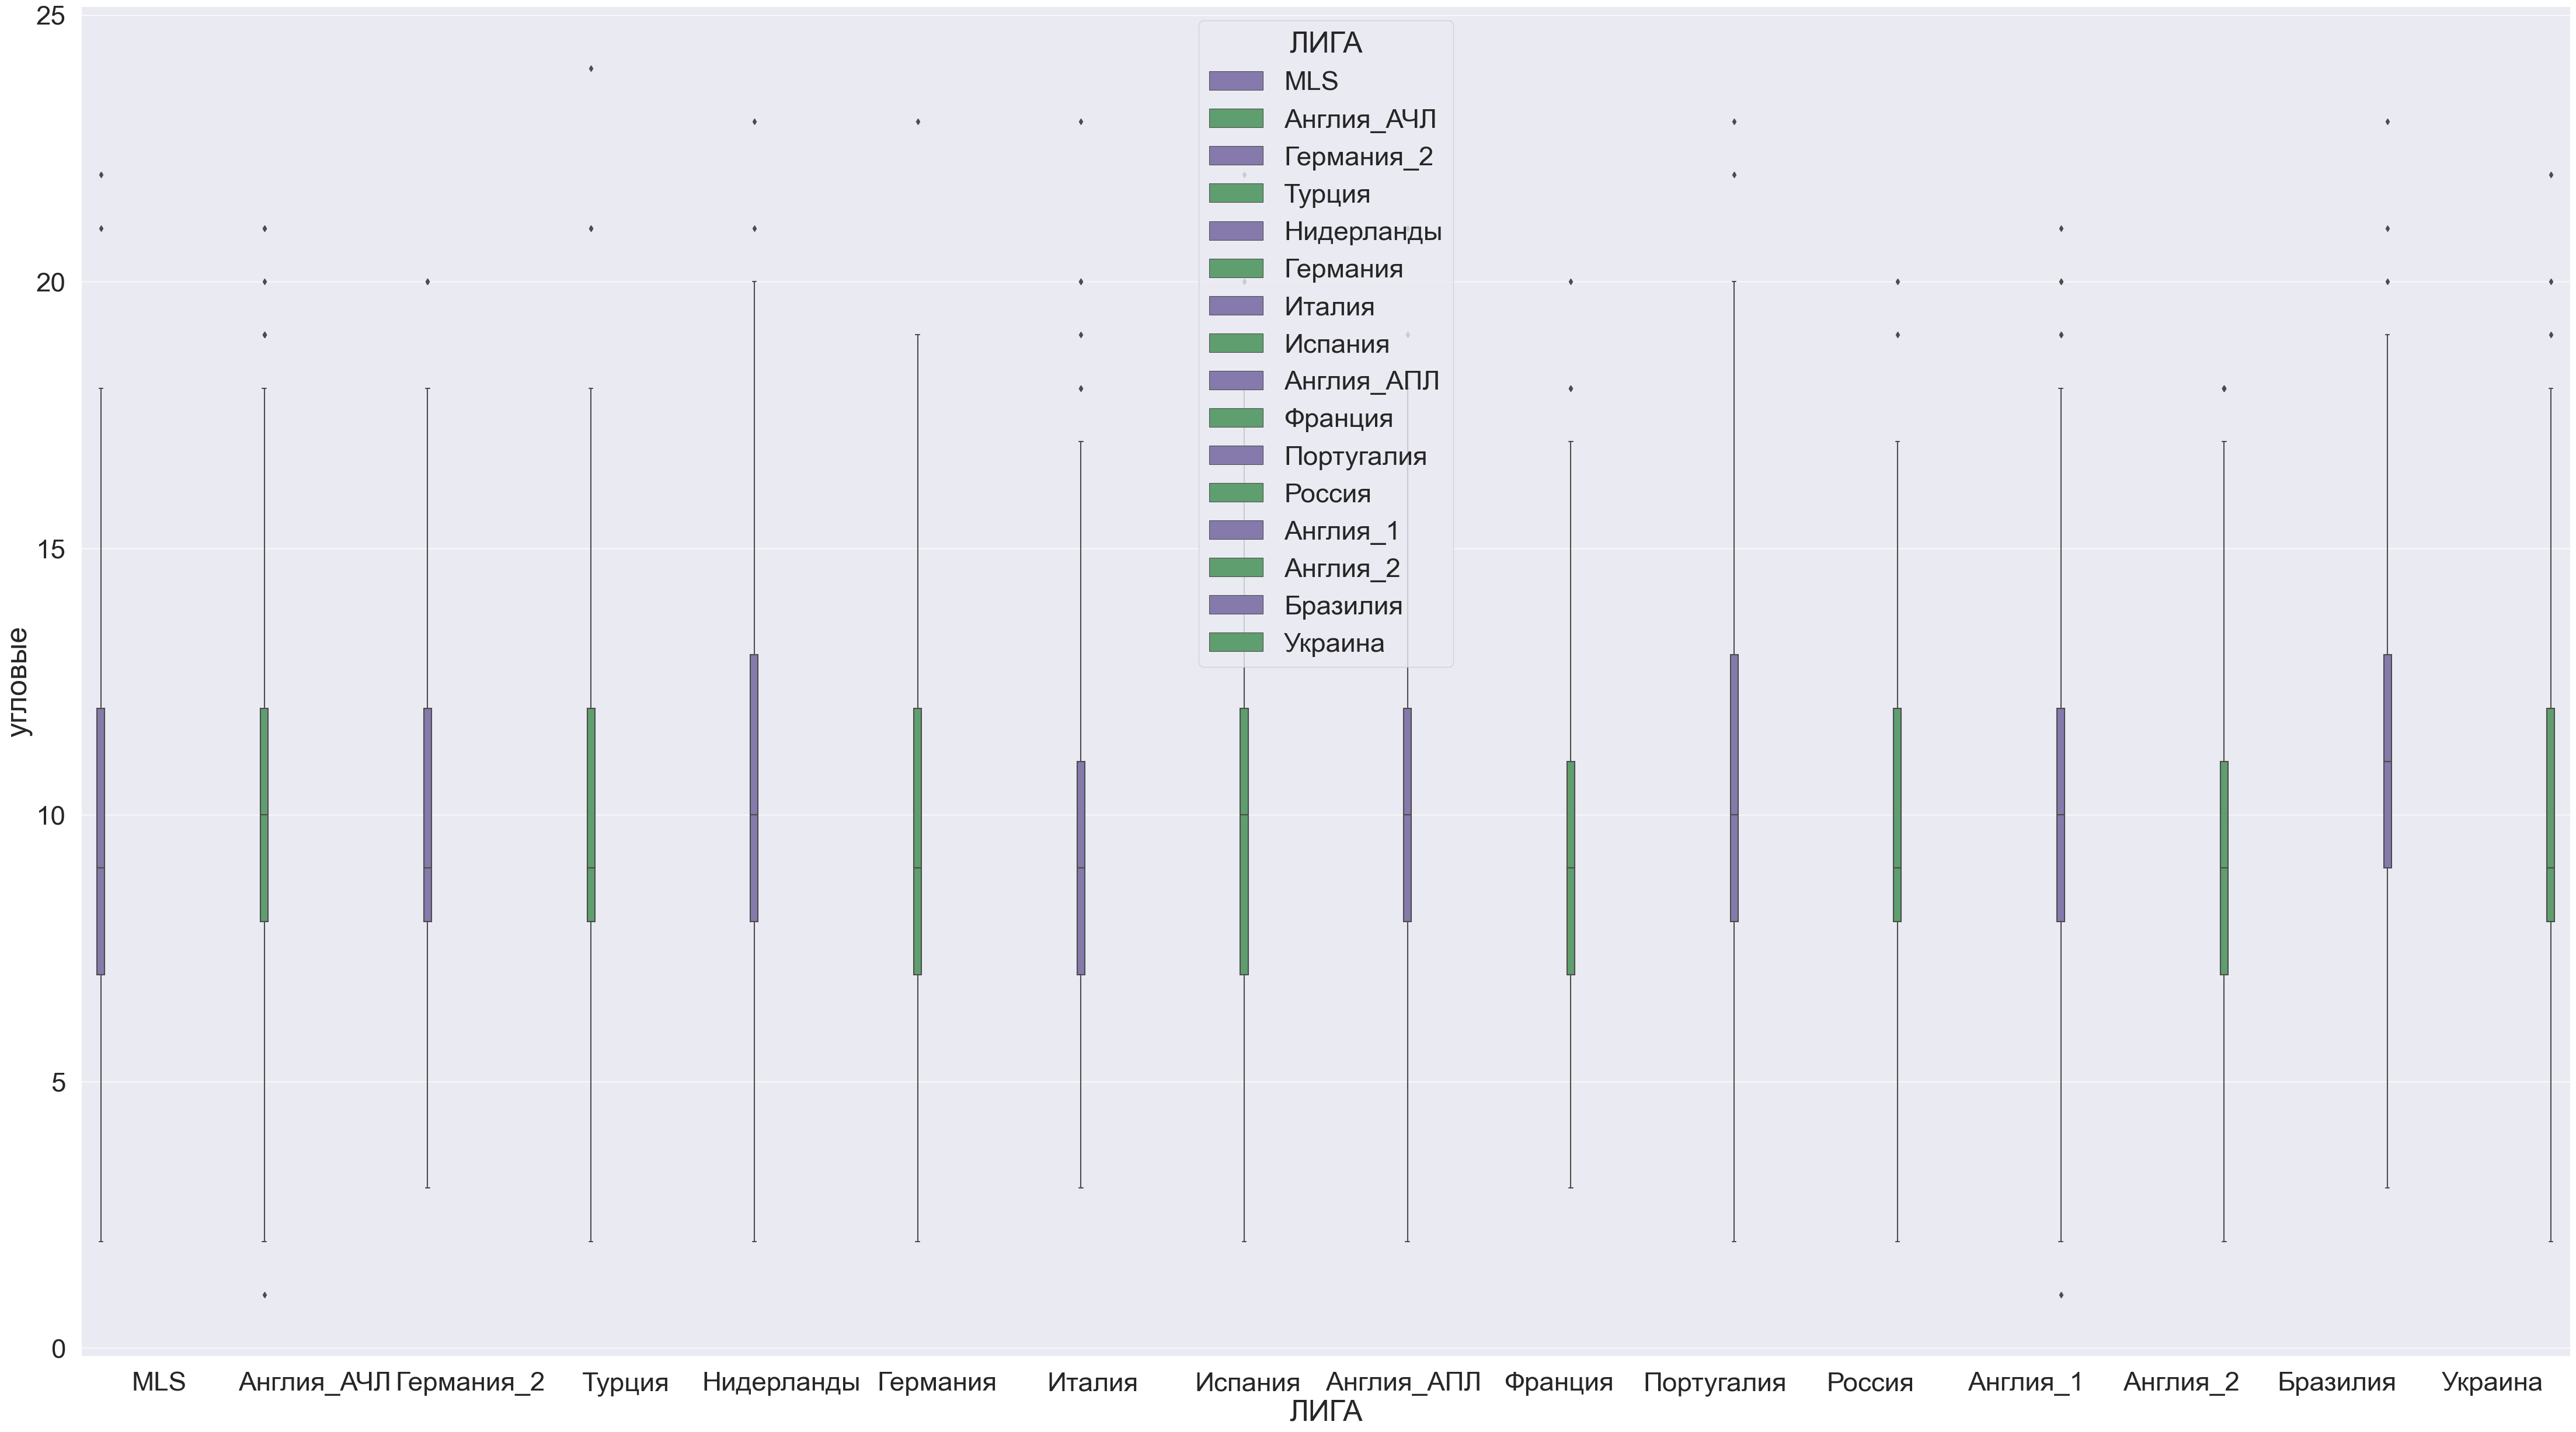 25
20
15
10
5
0
угловые
ЛИГА
MLS
Англия_АЧЛ
Германия_2
Турция
Нидерланды
Германия
Италия
Испания
Англия_АПЛ
Франция
Португалия
Россия
Англия_1
Англия_2
Бразилия
Украина
MLS Англия_АЧЛ Германия_2 Турция Нидерланды Германия Италия Испания Англия_АПЛ Франция Португалия Россия Англия_1 Англия_2 Бразилия Украина
ЛИГА